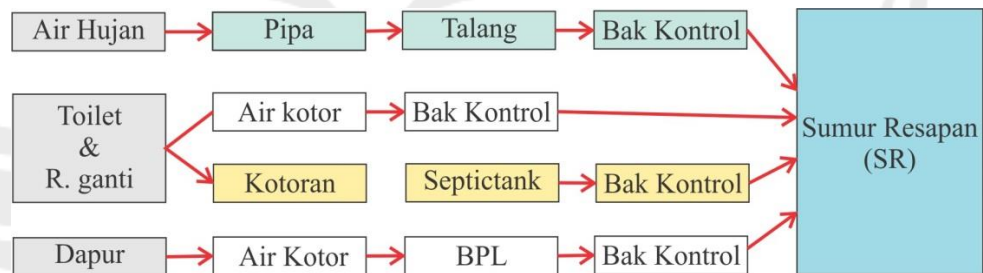 Air Hujan
Pipa
Talang
Bak Kontrol
Toilet
&
R. ganti
Air kotor
Bak Kontrol
Kotoran
Septictank
Bak Kontrol
Dapur
Air Kotor
BPL
Bak Kontrol
Sumur Resapan
(SR)